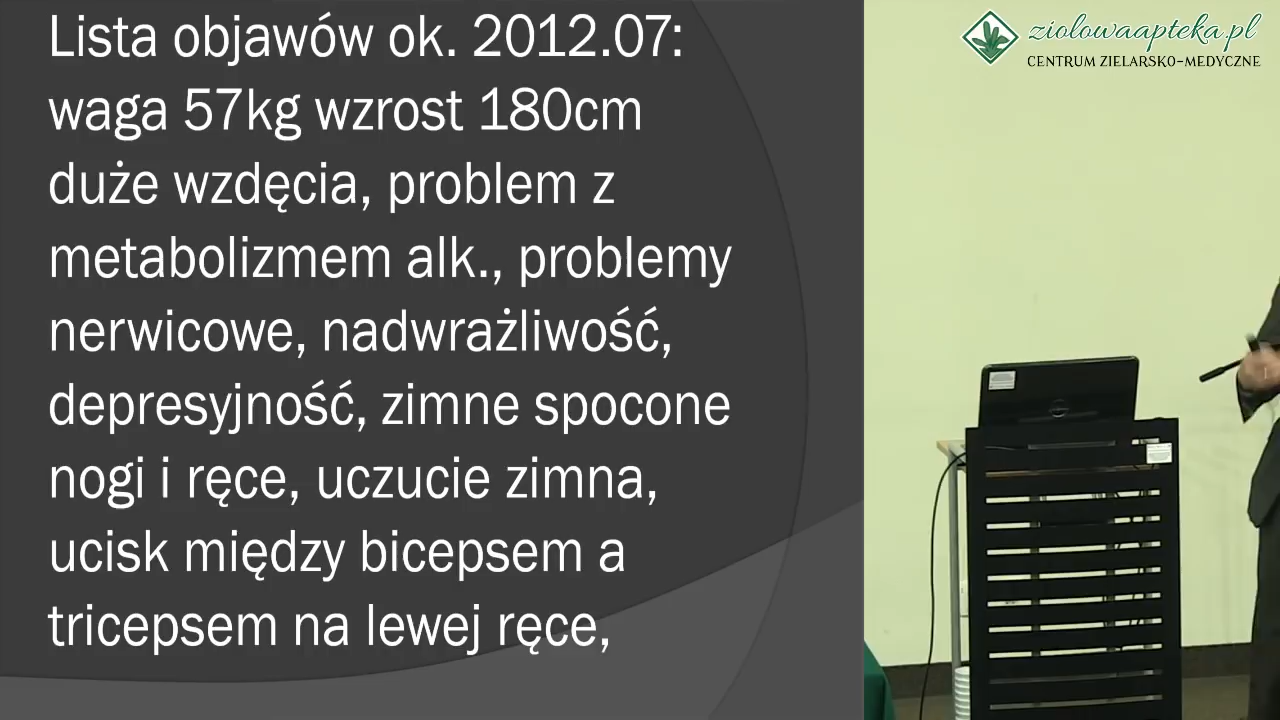 Lista objawów ok. 2012.07:
waga 57kg wzrost 180cm
duże wzdęcia, problem z
metabolizmem alk., problemy
nerwicowe, nadwrażliwość,
depresyjność, zimne spocone
nogi i ręce, uczucie zimna,
ucisk między bicepsem a
tricepsem na lewej ręce,
ziolowaapteka.pl
CENTRUM ZIELARSKO-MEDYCZNE